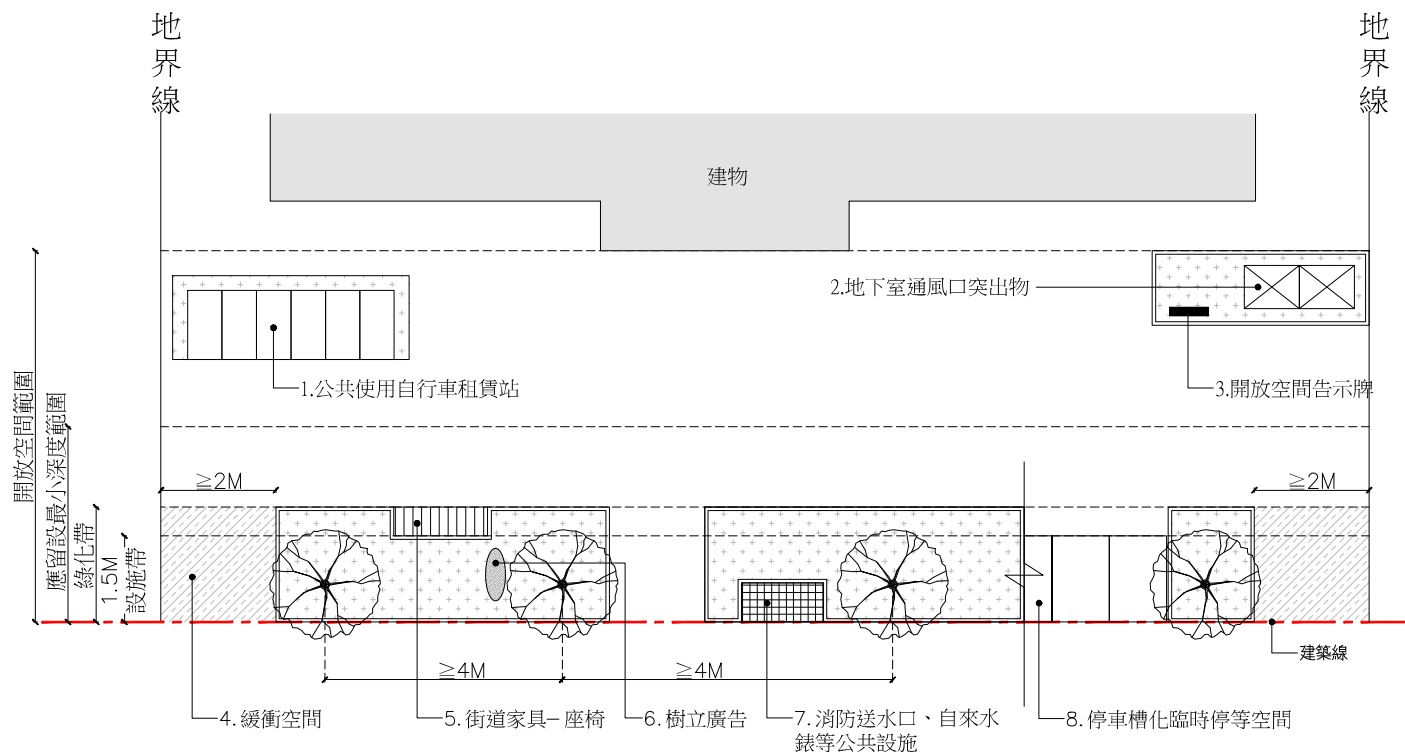 地界線
地界線
建物
2.地下室通風口突出物
1.公共使用自行車租賃站
3.開放空間告示牌
開放空間範圍
應留設最小深度範圍
綠化帶
1.5M
設施帶
≧2M
≧2M
建築線
≧4M
≧4M
4.緩衝空間
5.街道家具-座椅
6.樹立廣告
7.消防送水口、自來水
錶等公共設施
8.停車槽化臨時停等空間